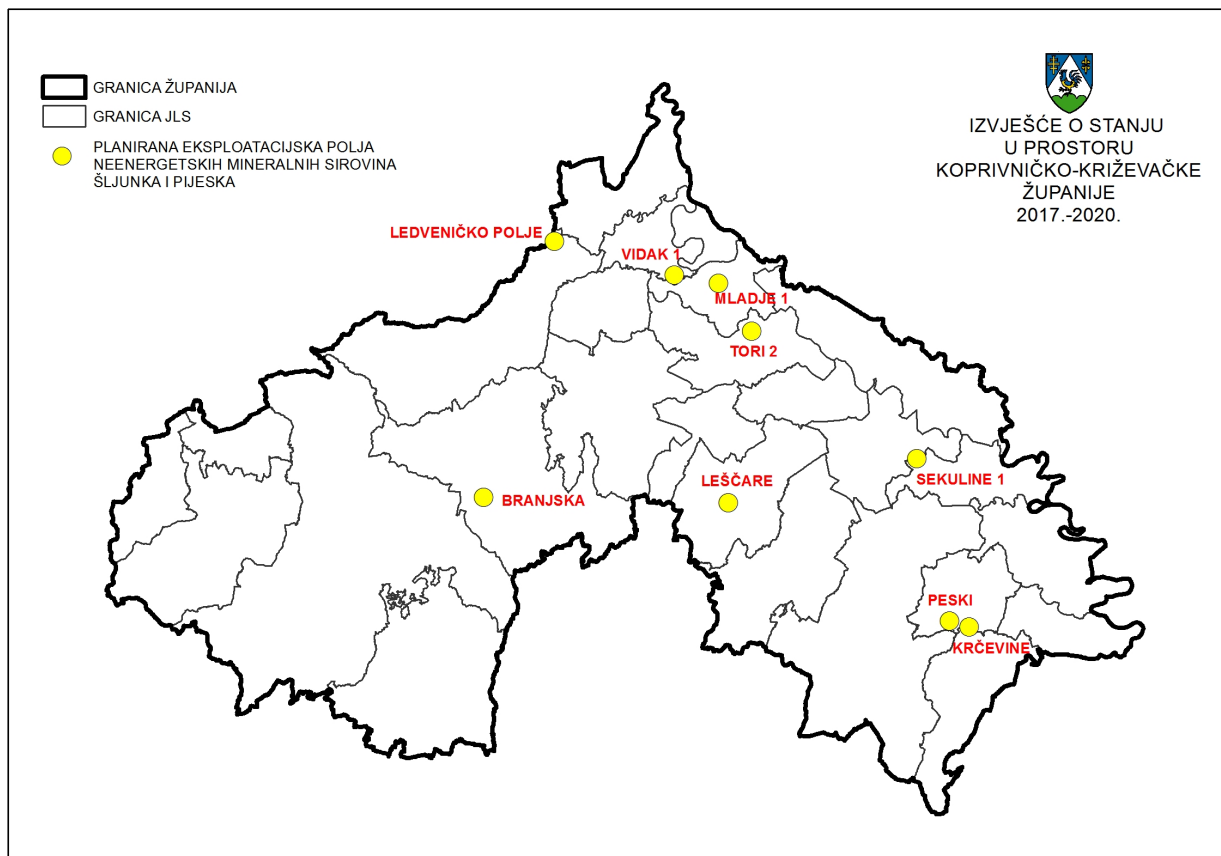 GRANICA ŽUPANIJA
GRANICA JLS
PLANIRANA EKSPLOATACIJSKA POLJA
NEENERGETSKIH MINERALNIH SIROVINA
ŠLJUNKA I PIJESKA
IZVJEŠĆE O STANJU
U PROSTORU
KOPRIVNIČKO-KRIŽEVAČKE
ŽUPANIJE
2017.-2020.
LEDVENIČKO POLJE
VIDAK 1
MLADJE 1
TORI 2
SEKULINE 1
LEŠČARE
BRANJSKA
PESKI
KRČEVINE